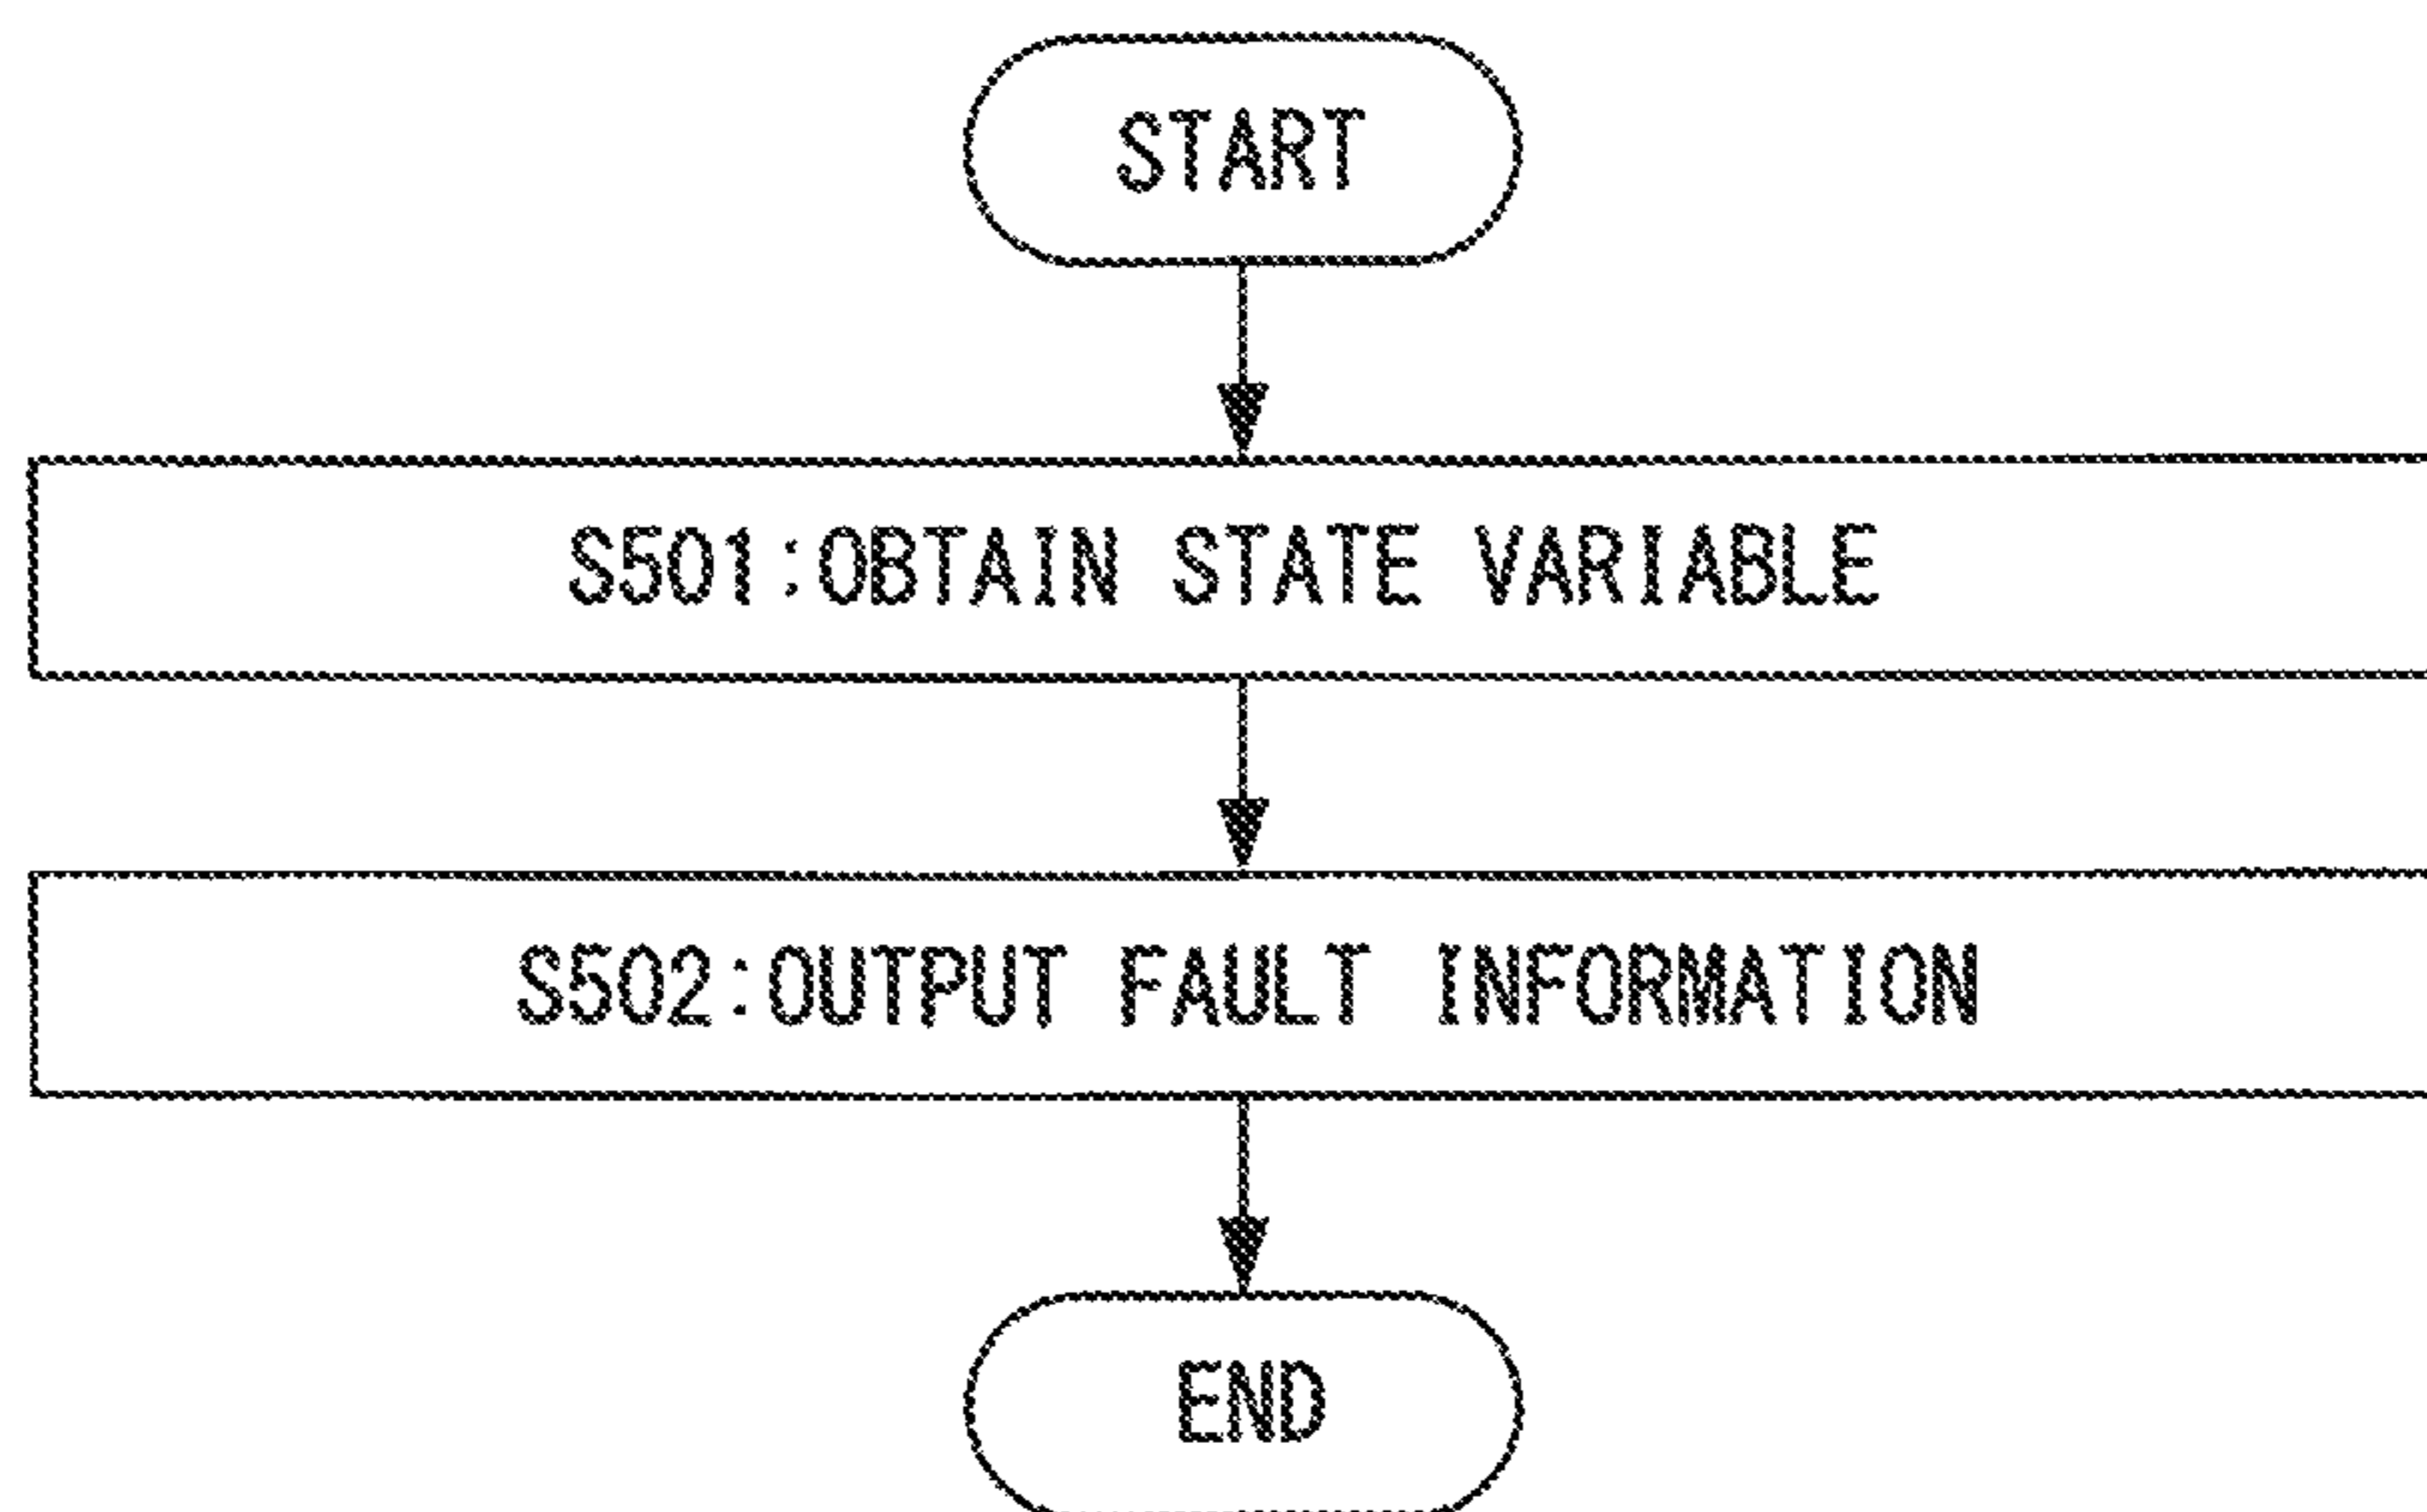 START
S501:OBTAIN STATE VARIABLE
S502:OUTPUT FAULT INFORMATION
END